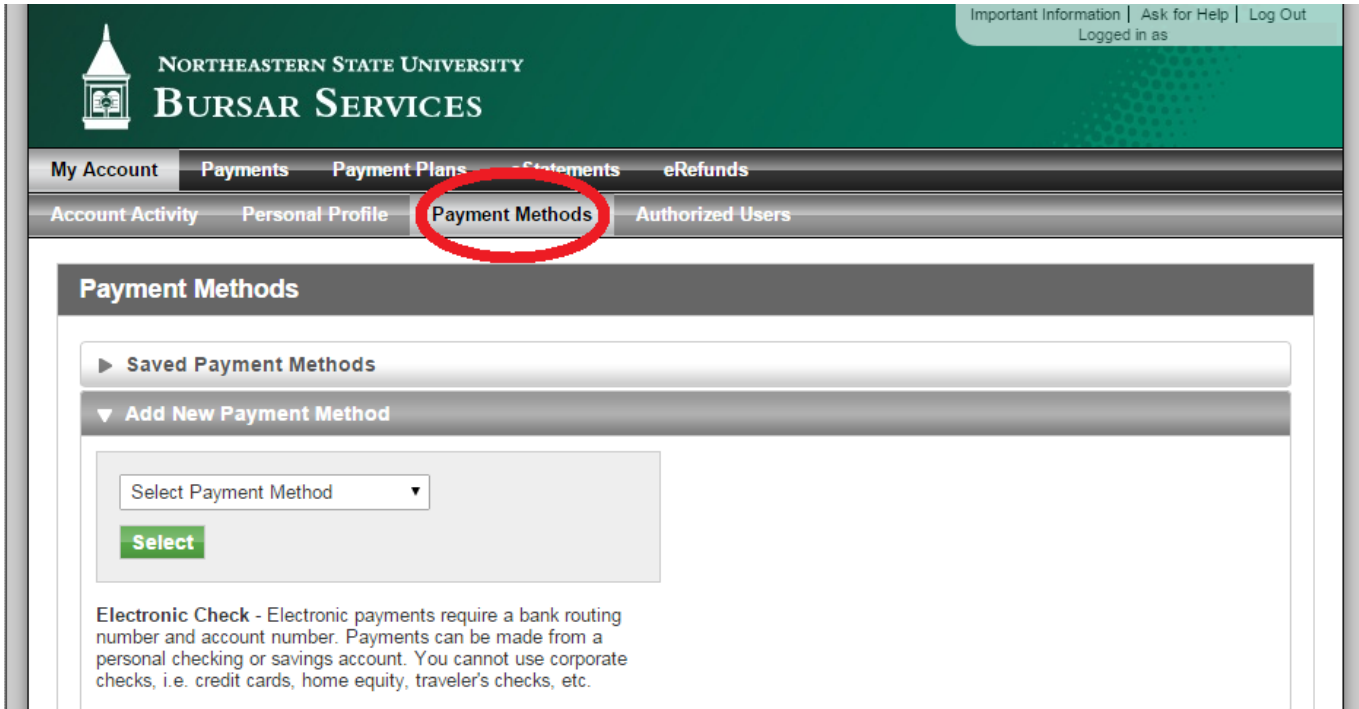 Important Information | Ask for Help | Log Out
Logged in as
NORTHEASTERN STATE UNIVERSITY
BURSAR SERVICES
My Account Payments Payment Plans eStatements eRefunds
Account Activity Personal Profile Payment Methods Authorized Users
Payment Methods
Saved Payment Methods
Add New Payment Method
Select Payment Method
Select
Electronic Check - Electronic payments require a bank routing
number and account number. Payments can be made from a
personal checking or savings account. You cannot use corporate
checks, i.e. credit cards, home equity, traveler's checks, etc.